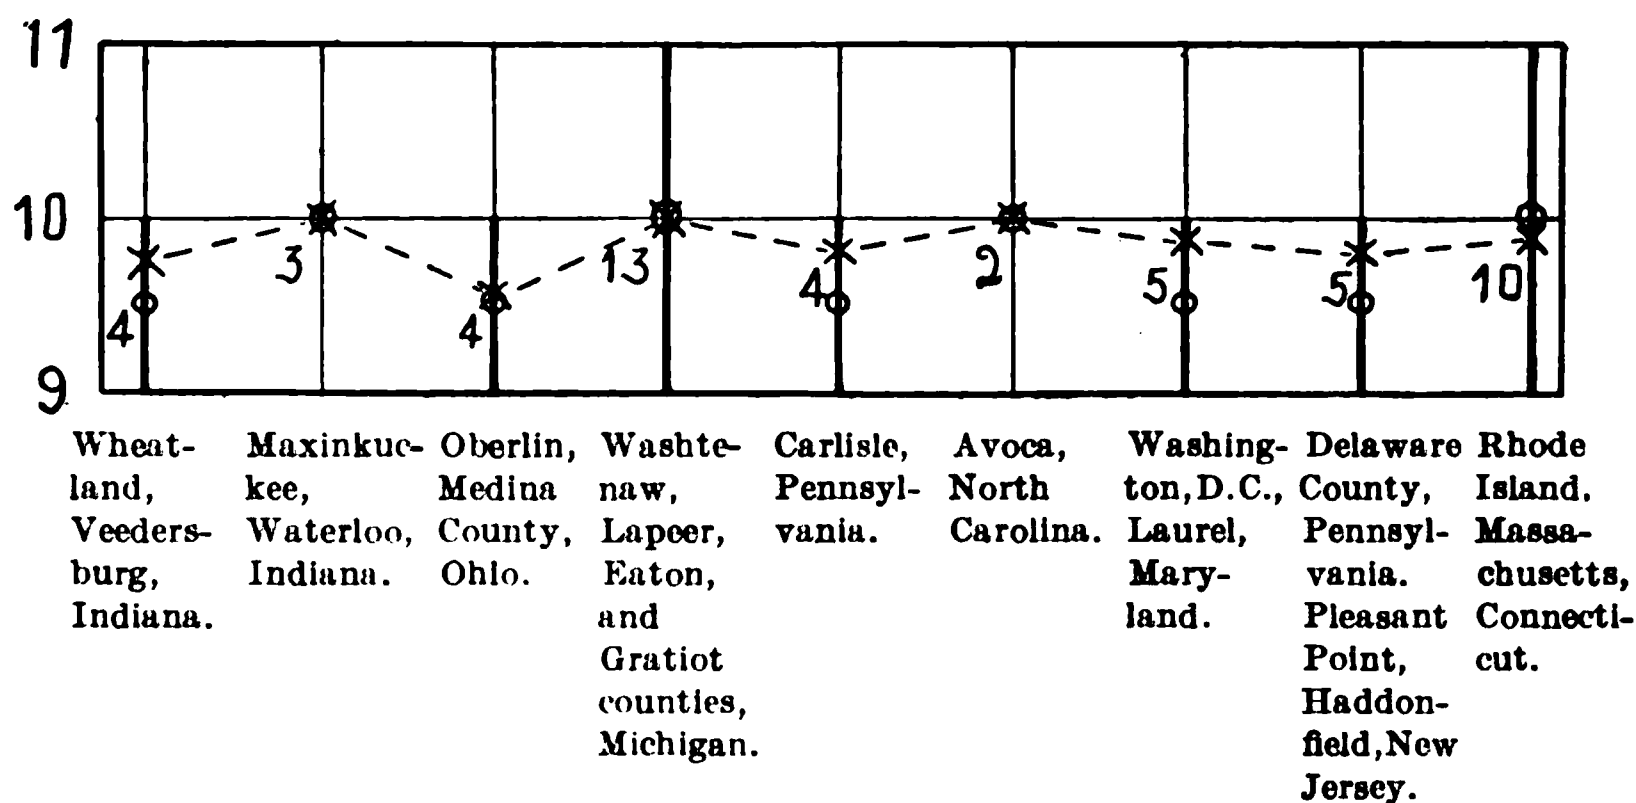 11
10
9
4
3
4
13
4
2
5
5
10
Wheat-
land,
Veeders-
burg,
Indiana.
Maxinkuc-
kee,
Waterloo,
Indiana.
Oberlin,
Medina
County,
Ohio.
Washte-
naw,
Lapeer,
Eaton,
and
Gratiot
counties,
Michigan.
Carlisle,
Pennsyl-
vania.
Avoca,
North
Carolina.
Washing-
ton, D.C.,
Laurel,
Mary-
land.
Delaware
County,
Pennsyl-
vania.
Pleasant
Point,
Haddon-
field, New
Jersey.
Rhode
Island.
Massa-
chusetts,
Connecti-
cut.